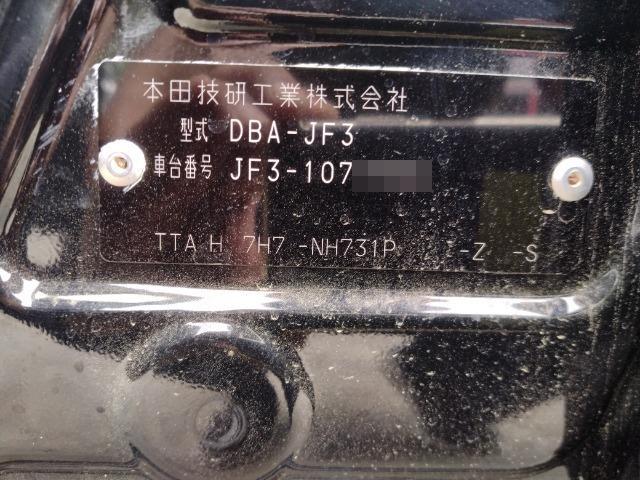 本田技研工業株式会社
型式 DBA-JF3
車台番号 JF3-107
TTA H 7H7 -NH731P -Z -S